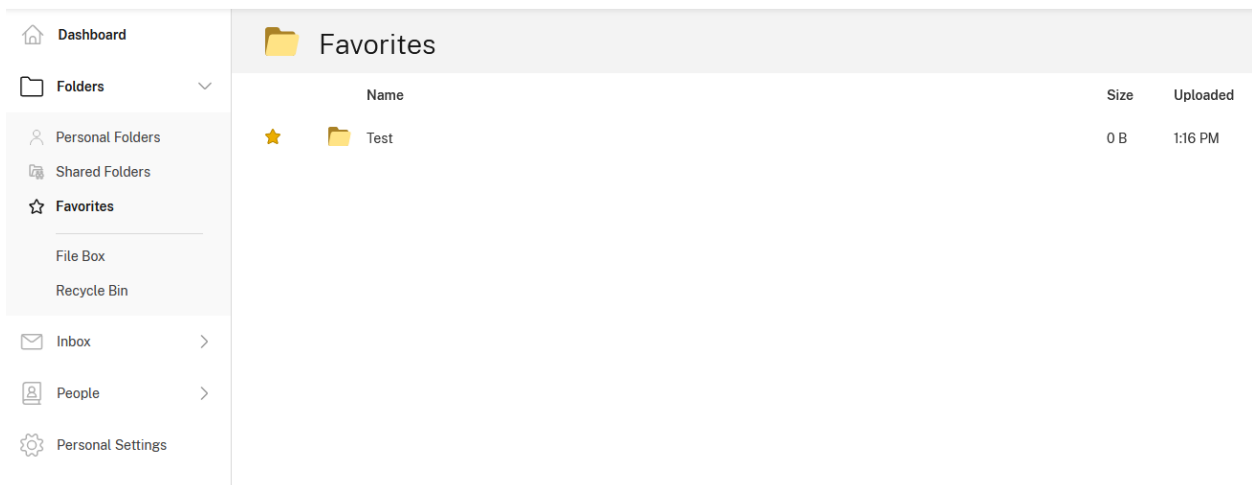 Dashboard
Folders
Personal Folders
Shared Folders
Favorites
File Box
Recycle Bin
Inbox
People
Personal Settings
Favorites
Name Size Uploaded
Test 0 B 1:16 PM